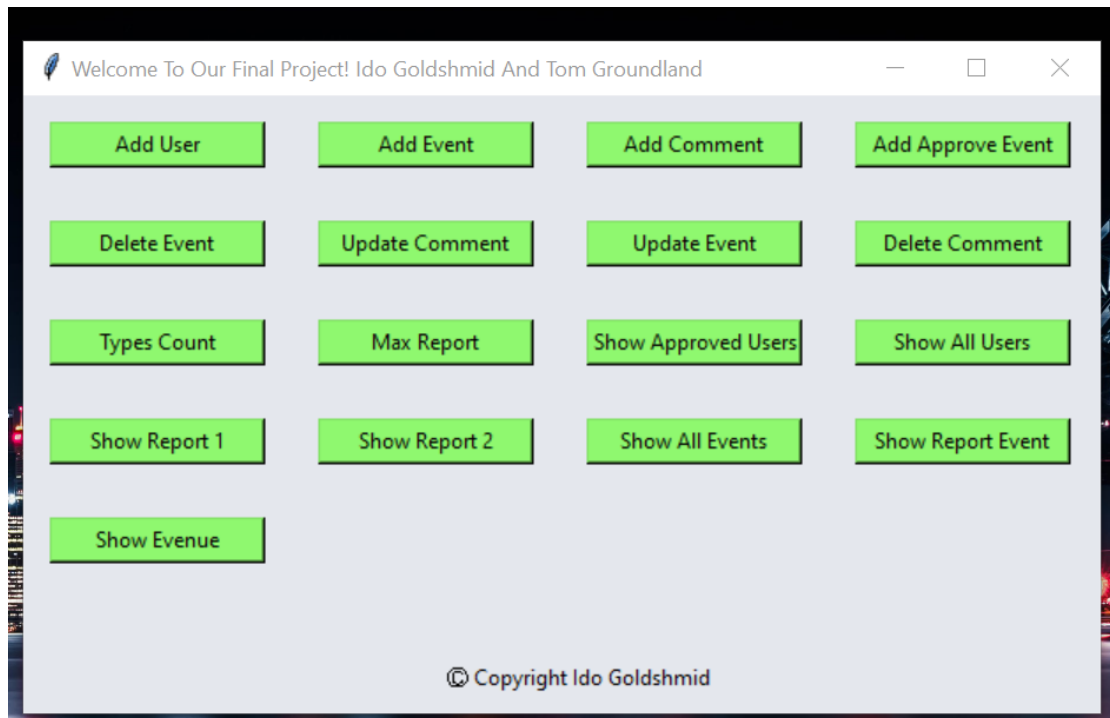 Welcome To Our Final Project! Ido Goldshmid And Tom Groundland
Add User
Add Event
Add Comment
Add Approve Event
Delete Event
Update Comment
Update Event
Delete Comment
Types Count
Max Report
Show Approved Users
Show All Users
Show Report 1
Show Report 2
Show All Events
Show Report Event
Show Evenue
© Copyright Ido Goldshmid